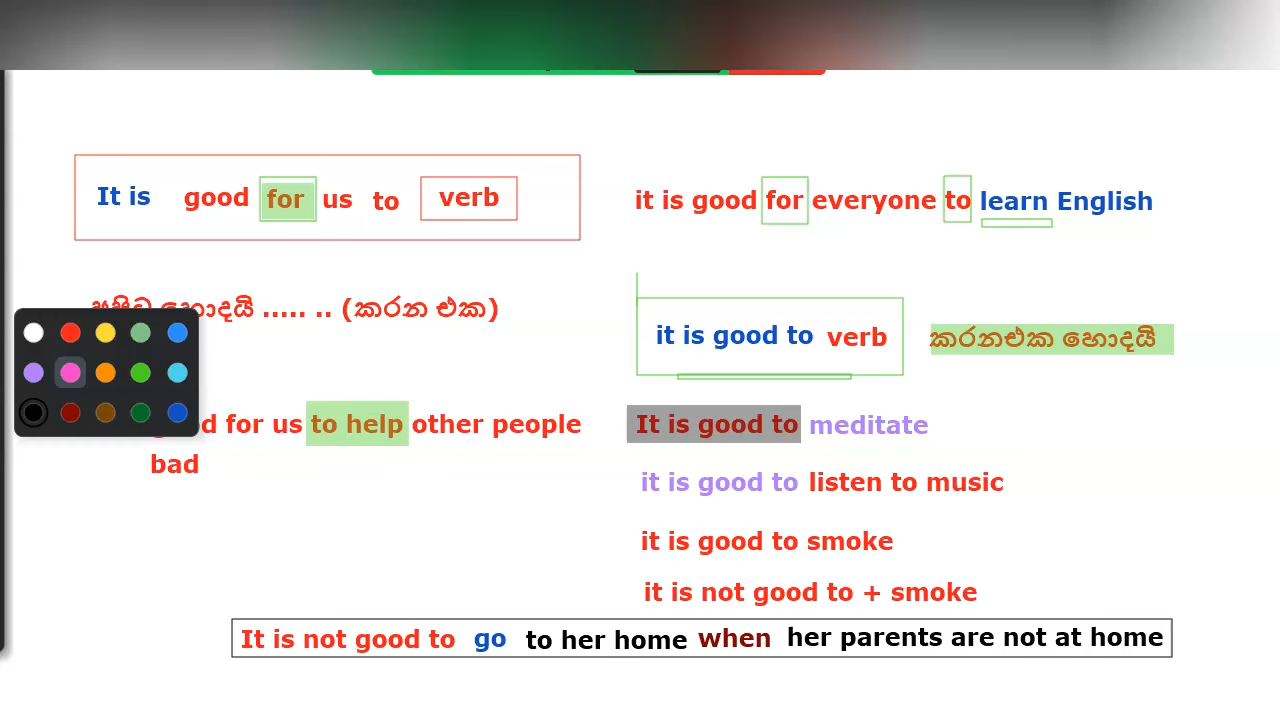 It is good for us to verb
it is good for everyone to learn English
හොදයි ..... .. (කරන එක)
it is good to verb
කරනඑක හොදයි
for us to help other people
bad
It is good to meditate
it is good to listen to music
it is good to smoke
it is not good to + smoke
It is not good to go to her home when her parents are not at home